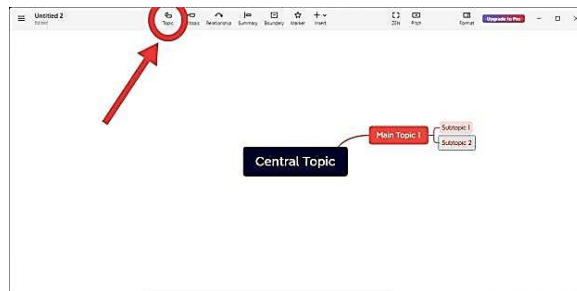 Untitled 2
Edited
Topic
Relationship
Summary
Boundary
Marker
Insert
ZEN
Pitch
Format
Upgrade to Pro
Main Topic 1
Subtopic 1
Subtopic 2
Central Topic